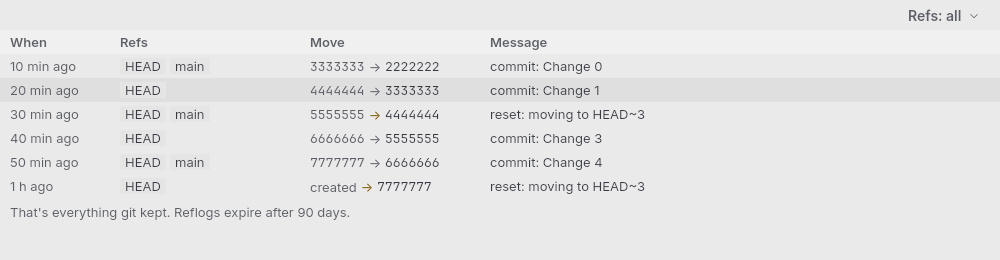 Refs: all
When Refs Move Message
10 min ago HEAD main 3333333 → 2222222 commit: Change 0
20 min ago HEAD 4444444 → 3333333 commit: Change 1
30 min ago HEAD main 5555555 → 4444444 reset: moving to HEAD~3
40 min ago HEAD 6666666 → 5555555 commit: Change 3
50 min ago HEAD main 7777777 → 6666666 commit: Change 4
1 h ago HEAD created → 7777777 reset: moving to HEAD~3
That's everything git kept. Reflogs expire after 90 days.